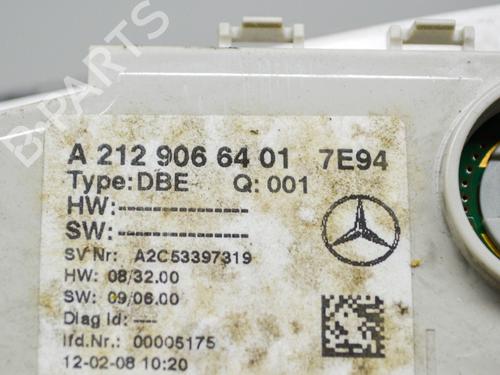 B-PARTS
A 212 906 64 01 7E94
Type:DBE Q: 001
HW:----------------
SW:----------------
SV Nr: A2C53397319
HW: 08/32.00
SW: 09/06.00
Diag Id: ----
lfd.Nr.: 00005175
12-02-08 10:20